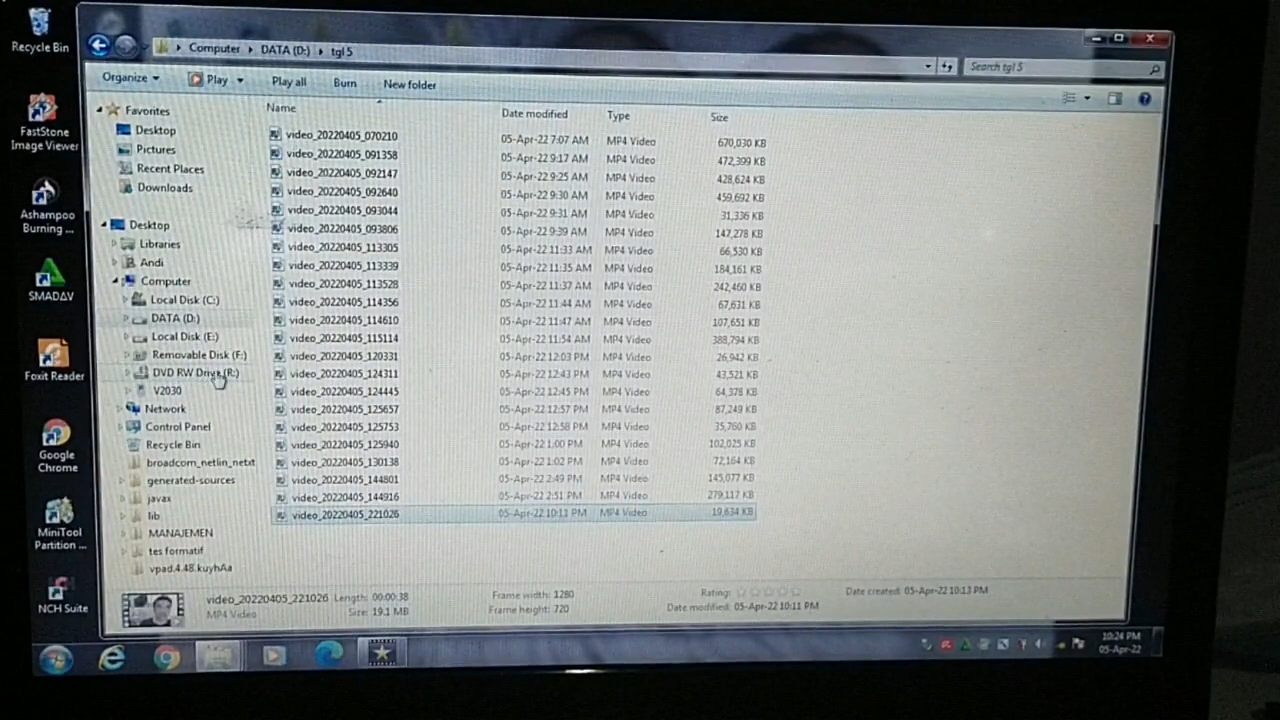 Recycle Bin
FastStone
Image Viewer
Ashampoo
Burning ...
SMADΔV
Foxit Reader
Google
Chrome
MiniTool
Partition ...
NCH Suite
Computer
DATA (D:)
tgl 5
Search tgl 5
Organize
Play
Play all
Burn
New folder
Favorites
Desktop
Pictures
Recent Places
Downloads
Desktop
Libraries
Andi
Computer
Local Disk (C:)
DATA (D:)
Local Disk (E:)
Removable Disk (F:)
DVD RW Drive (R:)
V2030
Network
Control Panel
Recycle Bin
broadcom_netlin_netxt
generated-sources
javax
lib
MANAJEMEN
tes formatif
vpad.4.48.kuyhAa
Name Date modified Type Size
video_20220405_070210 05-Apr-22 7:07 AM MP4 Video 670,030 KB
video_20220405_091358 05-Apr-22 9:17 AM MP4 Video 472,399 KB
video_20220405_092147 05-Apr-22 9:25 AM MP4 Video 428,624 KB
video_20220405_092640 05-Apr-22 9:30 AM MP4 Video 459,692 KB
video_20220405_093044 05-Apr-22 9:31 AM MP4 Video 31,336 KB
video_20220405_093806 05-Apr-22 9:39 AM MP4 Video 147,278 KB
video_20220405_113305 05-Apr-22 11:33 AM MP4 Video 66,530 KB
video_20220405_113339 05-Apr-22 11:35 AM MP4 Video 184,161 KB
video_20220405_113528 05-Apr-22 11:37 AM MP4 Video 242,460 KB
video_20220405_114356 05-Apr-22 11:44 AM MP4 Video 67,631 KB
video_20220405_114610 05-Apr-22 11:47 AM MP4 Video 107,651 KB
video_20220405_115114 05-Apr-22 11:54 AM MP4 Video 388,794 KB
video_20220405_120331 05-Apr-22 12:03 PM MP4 Video 26,942 KB
video_20220405_124311 05-Apr-22 12:43 PM MP4 Video 43,521 KB
video_20220405_124445 05-Apr-22 12:45 PM MP4 Video 64,378 KB
video_20220405_125657 05-Apr-22 12:57 PM MP4 Video 87,249 KB
video_20220405_125753 05-Apr-22 12:58 PM MP4 Video 35,760 KB
video_20220405_125940 05-Apr-22 1:00 PM MP4 Video 102,025 KB
video_20220405_130138 05-Apr-22 1:02 PM MP4 Video 72,164 KB
video_20220405_144801 05-Apr-22 2:49 PM MP4 Video 145,077 KB
video_20220405_144916 05-Apr-22 2:51 PM MP4 Video 279,117 KB
video_20220405_221026 05-Apr-22 10:11 PM MP4 Video 19,634 KB
video_20220405_221026 Length: 00:00:38 Frame width: 1280 Rating: Date created: 05-Apr-22 10:13 PM
MP4 Video Size: 19.1 MB Frame height: 720 Date modified: 05-Apr-22 10:11 PM
10:24 PM
05-Apr-22